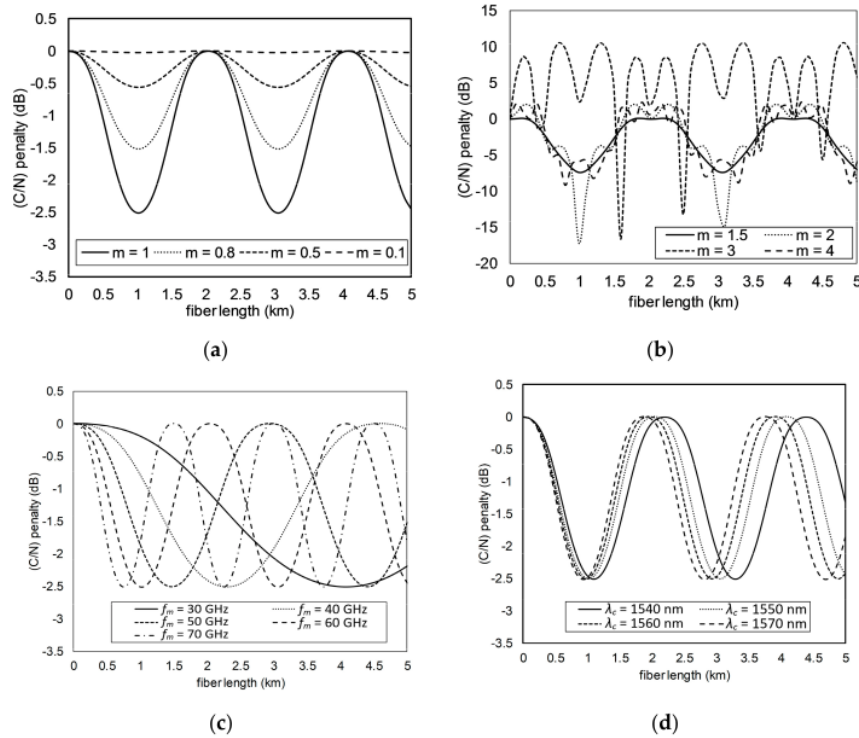 0.5
0
-0.5
-1
-1.5
-2
-2.5
-3
-3.5
(C/N) penalty (dB)
m = 1 m = 0.8 m = 0.5 m = 0.1
0 0.5 1 1.5 2 2.5 3 3.5 4 4.5 5
fiber length (km)
(a)
15
10
5
0
-5
-10
-15
-20
(C/N) penalty (dB)
m = 1.5 m = 2
m = 3 m = 4
0 0.5 1 1.5 2 2.5 3 3.5 4 4.5 5
fiber length (km)
(b)
0.5
0
-0.5
-1
-1.5
-2
-2.5
-3
-3.5
(C/N) penalty (dB)
fm = 30 GHz fm = 40 GHz
fm = 50 GHz fm = 60 GHz
fm = 70 GHz
0 0.5 1 1.5 2 2.5 3 3.5 4 4.5 5
fiber length (km)
(c)
0.5
0
-0.5
-1
-1.5
-2
-2.5
-3
-3.5
(C/N) penalty (dB)
λc = 1540 nm λc = 1550 nm
λc = 1560 nm λc = 1570 nm
0 0.5 1 1.5 2 2.5 3 3.5 4 4.5 5
fiber length (km)
(d)